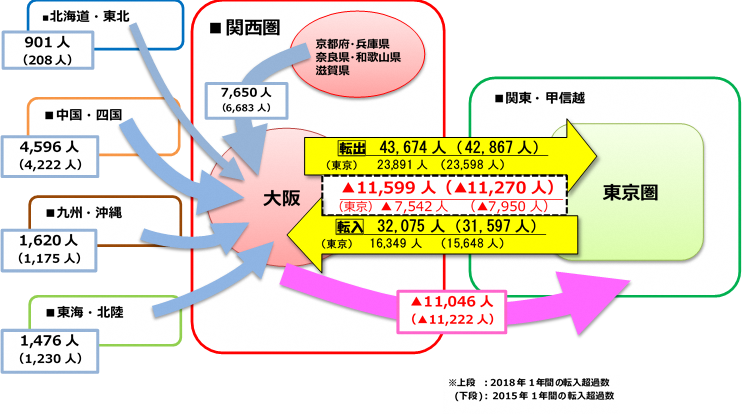 ■北海道・東北
901 人
(208 人)
■中国・四国
4,596 人
(4,222 人)
■九州・沖縄
1,620 人
(1,175 人)
■東海・北陸
1,476 人
(1,230 人)
■関西圏
京都府・兵庫県
奈良県・和歌山県
滋賀県
7,650 人
(6,683 人)
大阪
転出 43,674 人 (42,867 人)
(東京) 23,891 人 (23,598 人)
▲11,599 人 (▲11,270 人)
(東京) ▲7,542 人 (▲7,950 人)
転入 32,075 人 (31,597 人)
(東京) 16,349 人 (15,648 人)
▲11,046 人
(▲11,222 人)
■関東・甲信越
東京圏
※上段 ：2018 年 1 年間の転入超過数
(下段)：2015 年 1 年間の転入超過数